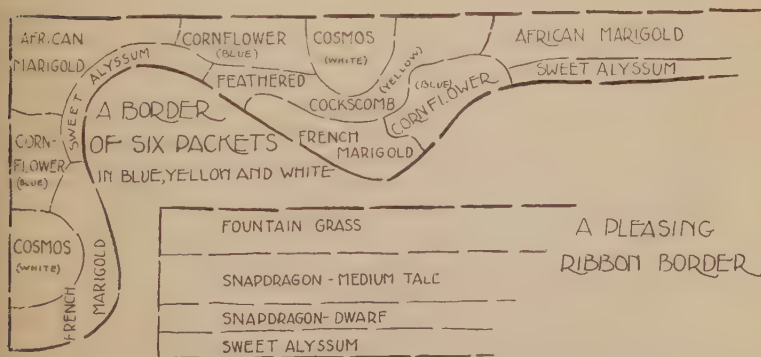 AFRICAN
MARIGOLD
SWEET ALYSSUM
CORNFLOWER
(BLUE)
FEATHERED
COCKSCOMB
(YELLOW)
COSMOS
(WHITE)
(BLUE)
CORNFLOWER
AFRICAN MARIGOLD
SWEET ALYSSUM
FRENCH
MARIGOLD
A BORDER
OF SIX PACKETS
IN BLUE, YELLOW AND WHITE
CORN-
FLOWER
(BLUE)
COSMOS
(WHITE)
FRENCH
MARIGOLD
FOUNTAIN GRASS
SNAPDRAGON - MEDIUM TALL
SNAPDRAGON - DWARF
SWEET ALYSSUM
A PLEASING
RIBBON BORDER